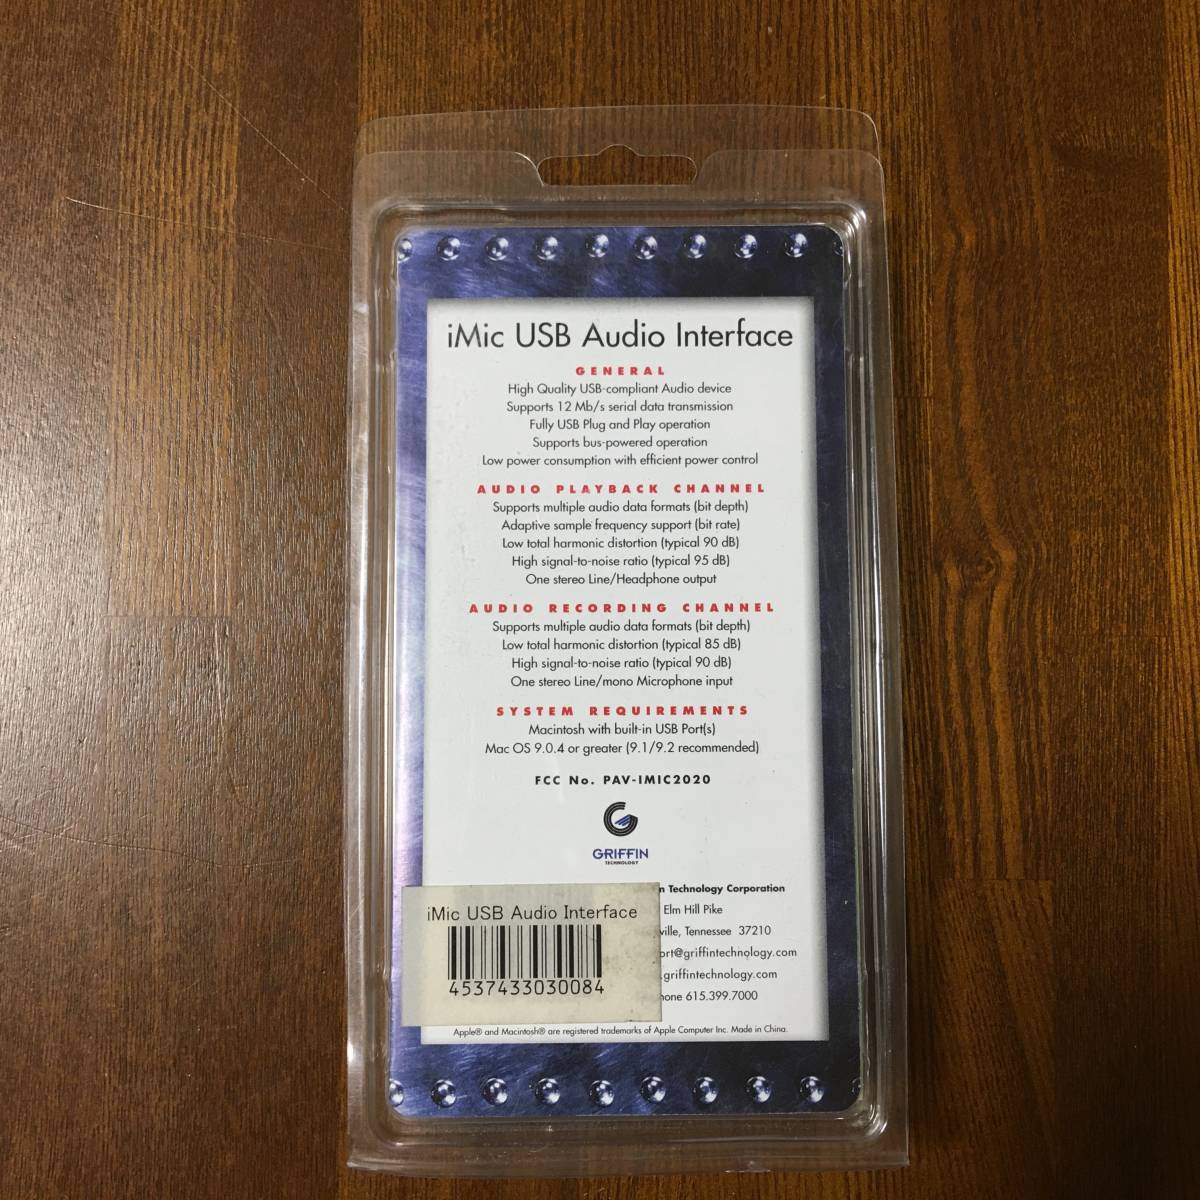 iMic USB Audio Interface
GENERAL
High Quality USB-compliant Audio device
Supports 12 Mb/s serial data transmission
Fully USB Plug and Play operation
Supports bus-powered operation
Low power consumption with efficient power control
AUDIO PLAYBACK CHANNEL
Supports multiple audio data formats (bit depth)
Adaptive sample frequency support (bit rate)
Low total harmonic distortion (typical 90 dB)
High signal-to-noise ratio (typical 95 dB)
One stereo Line/Headphone output
AUDIO RECORDING CHANNEL
Supports multiple audio data formats (bit depth)
Low total harmonic distortion (typical 85 dB)
High signal-to-noise ratio (typical 90 dB)
One stereo Line/mono Microphone input
SYSTEM REQUIREMENTS
Macintosh with built-in USB Port(s)
Mac OS 9.0.4 or greater (9.1/9.2 recommended)
FCC No. PAV-IMIC2020
GRIFFIN
TECHNOLOGY
n Technology Corporation
Elm Hill Pike
ville, Tennessee 37210
ort@griffintechnology.com
.griffintechnology.com
hone 615.399.7000
iMic USB Audio Interface
4537433030084
Apple® and Macintosh® are registered trademarks of Apple Computer Inc. Made in China.